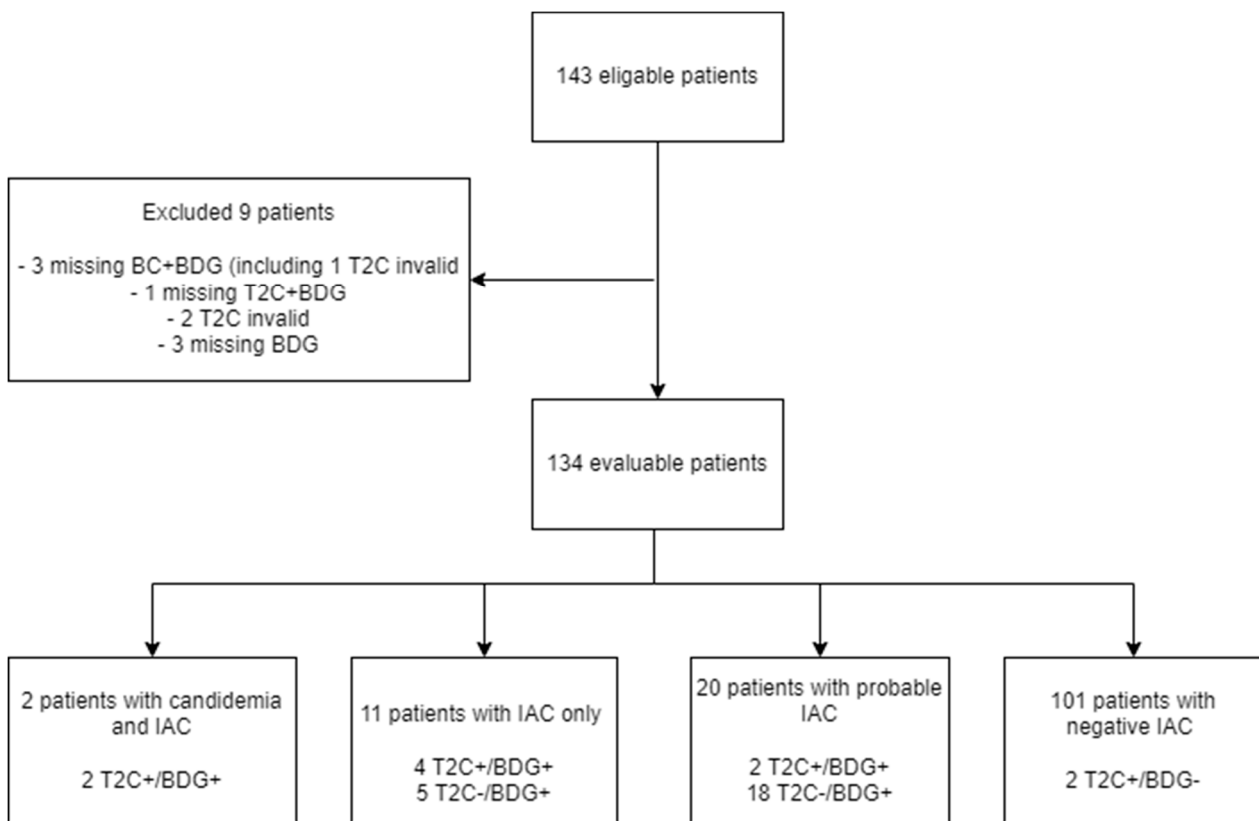 143 eligable patients
Excluded 9 patients
- 3 missing BC+BDG (including 1 T2C invalid
- 1 missing T2C+BDG
- 2 T2C invalid
- 3 missing BDG
134 evaluable patients
2 patients with candidemia
and IAC
2 T2C+/BDG+
11 patients with IAC only
4 T2C+/BDG+
5 T2C-/BDG+
20 patients with probable
IAC
2 T2C+/BDG+
18 T2C-/BDG+
101 patients with
negative IAC
2 T2C+/BDG-